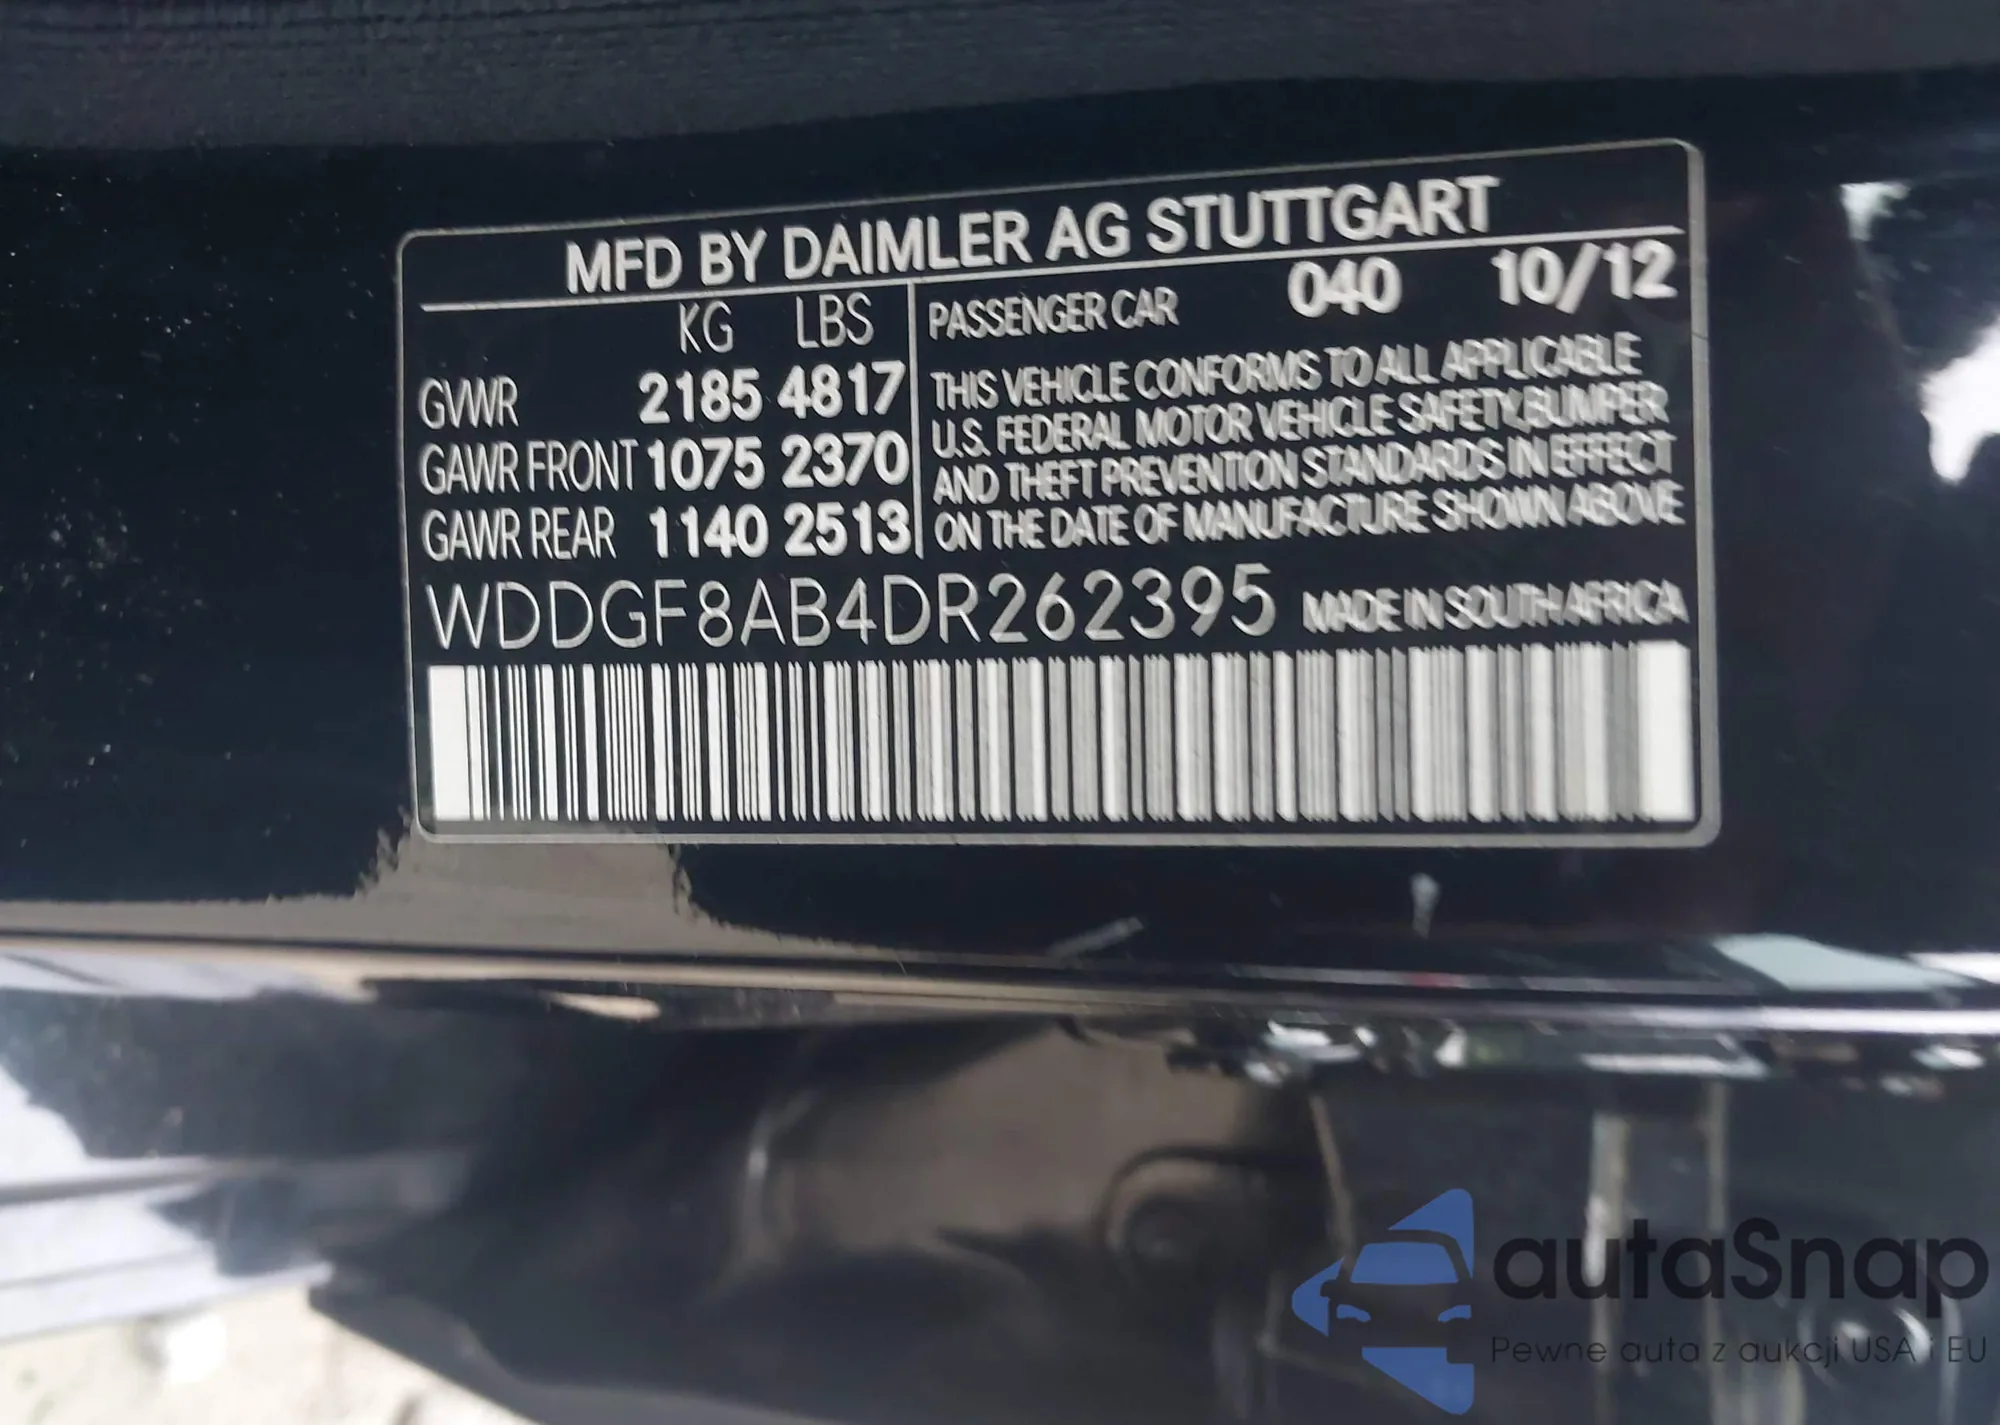 MFD BY DAIMLER AG STUTTGART
KG LBS
GVWR 2185 4817
GAWR FRONT 1075 2370
GAWR REAR 1140 2513
PASSENGER CAR 040 10/12
THIS VEHICLE CONFORMS TO ALL APPLICABLE
U.S. FEDERAL MOTOR VEHICLE SAFETY,BUMPER
AND THEFT PREVENTION STANDARDS IN EFFECT
ON THE DATE OF MANUFACTURE SHOWN ABOVE
WDDGF8AB4DR262395 MADE IN SOUTH AFRICA
autaSnap
Pewne auta z aukcji USA i EU